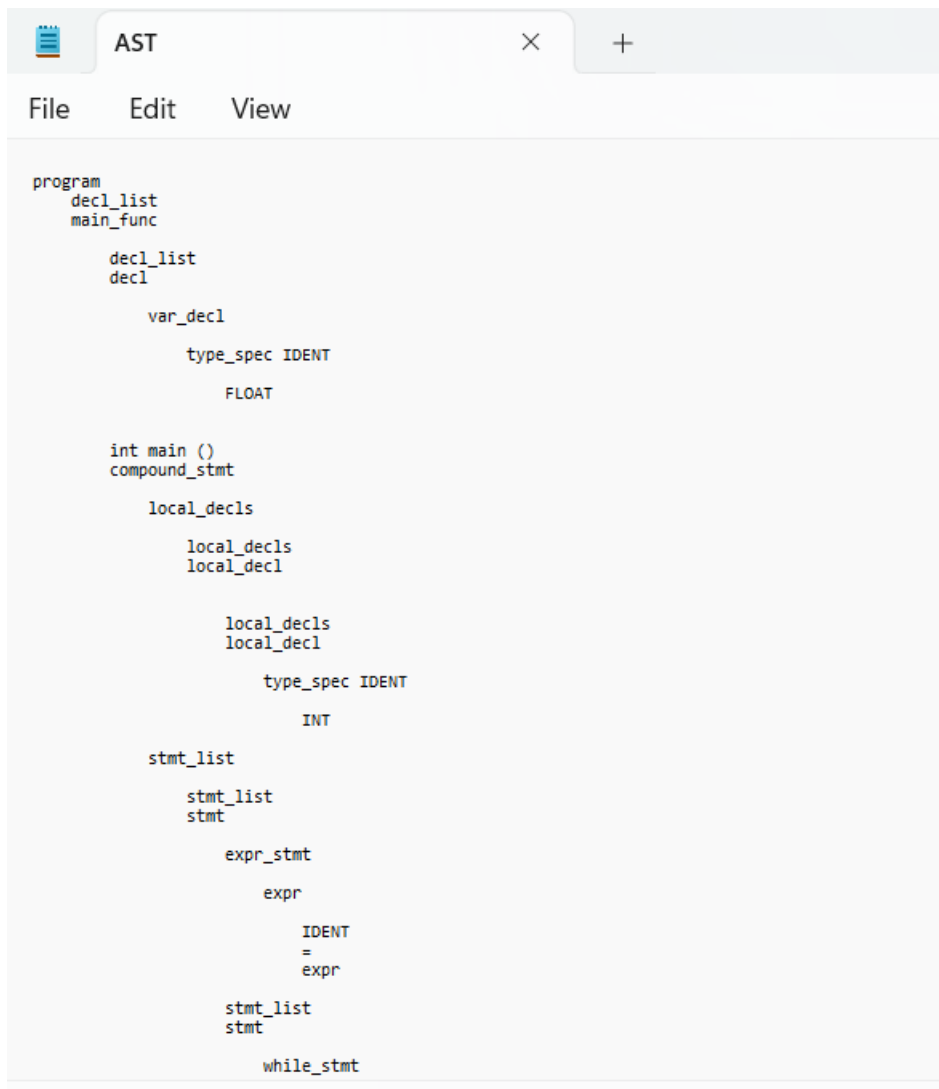 AST
File Edit View
program
decl_list
main_func
decl_list
decl
var_decl
type_spec IDENT
FLOAT
int main ()
compound_stmt
local_decls
local_decls
local_decl
local_decls
local_decl
type_spec IDENT
INT
stmt_list
stmt_list
stmt
expr_stmt
expr
IDENT
=
expr
stmt_list
stmt
while_stmt